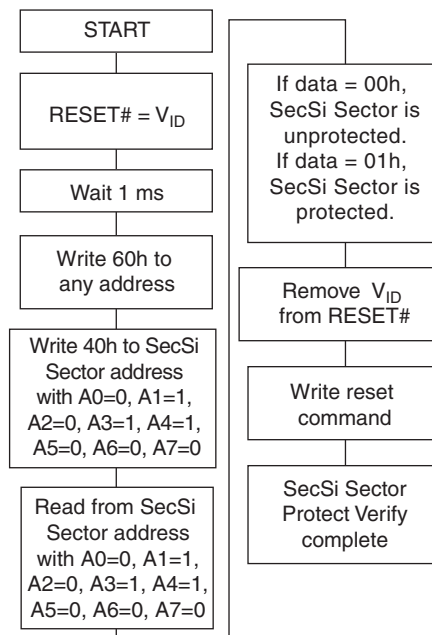 START
RESET# = VID
Wait 1 ms
Write 60h to
any address
Write 40h to SecSi
Sector address
with A0=0, A1=1,
A2=0, A3=1, A4=1,
A5=0, A6=0, A7=0
Read from SecSi
Sector address
with A0=0, A1=1,
A2=0, A3=1, A4=1,
A5=0, A6=0, A7=0
If data = 00h,
SecSi Sector is
unprotected.
If data = 01h,
SecSi Sector is
protected.
Remove VID
from RESET#
Write reset
command
SecSi Sector
Protect Verify
complete